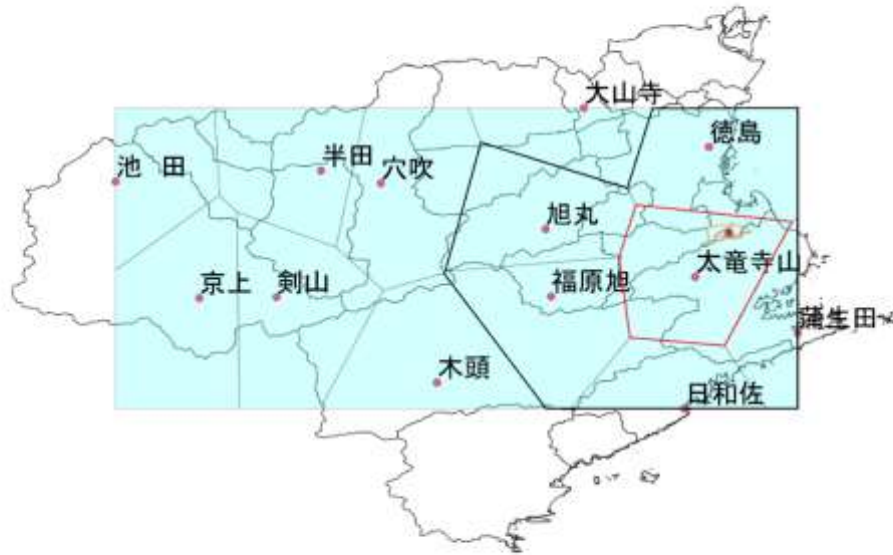 大山寺
徳島
池 田
半田
穴吹
旭丸
太竜寺山
京上
剣山
福原旭
蒲生田
木頭
日和佐